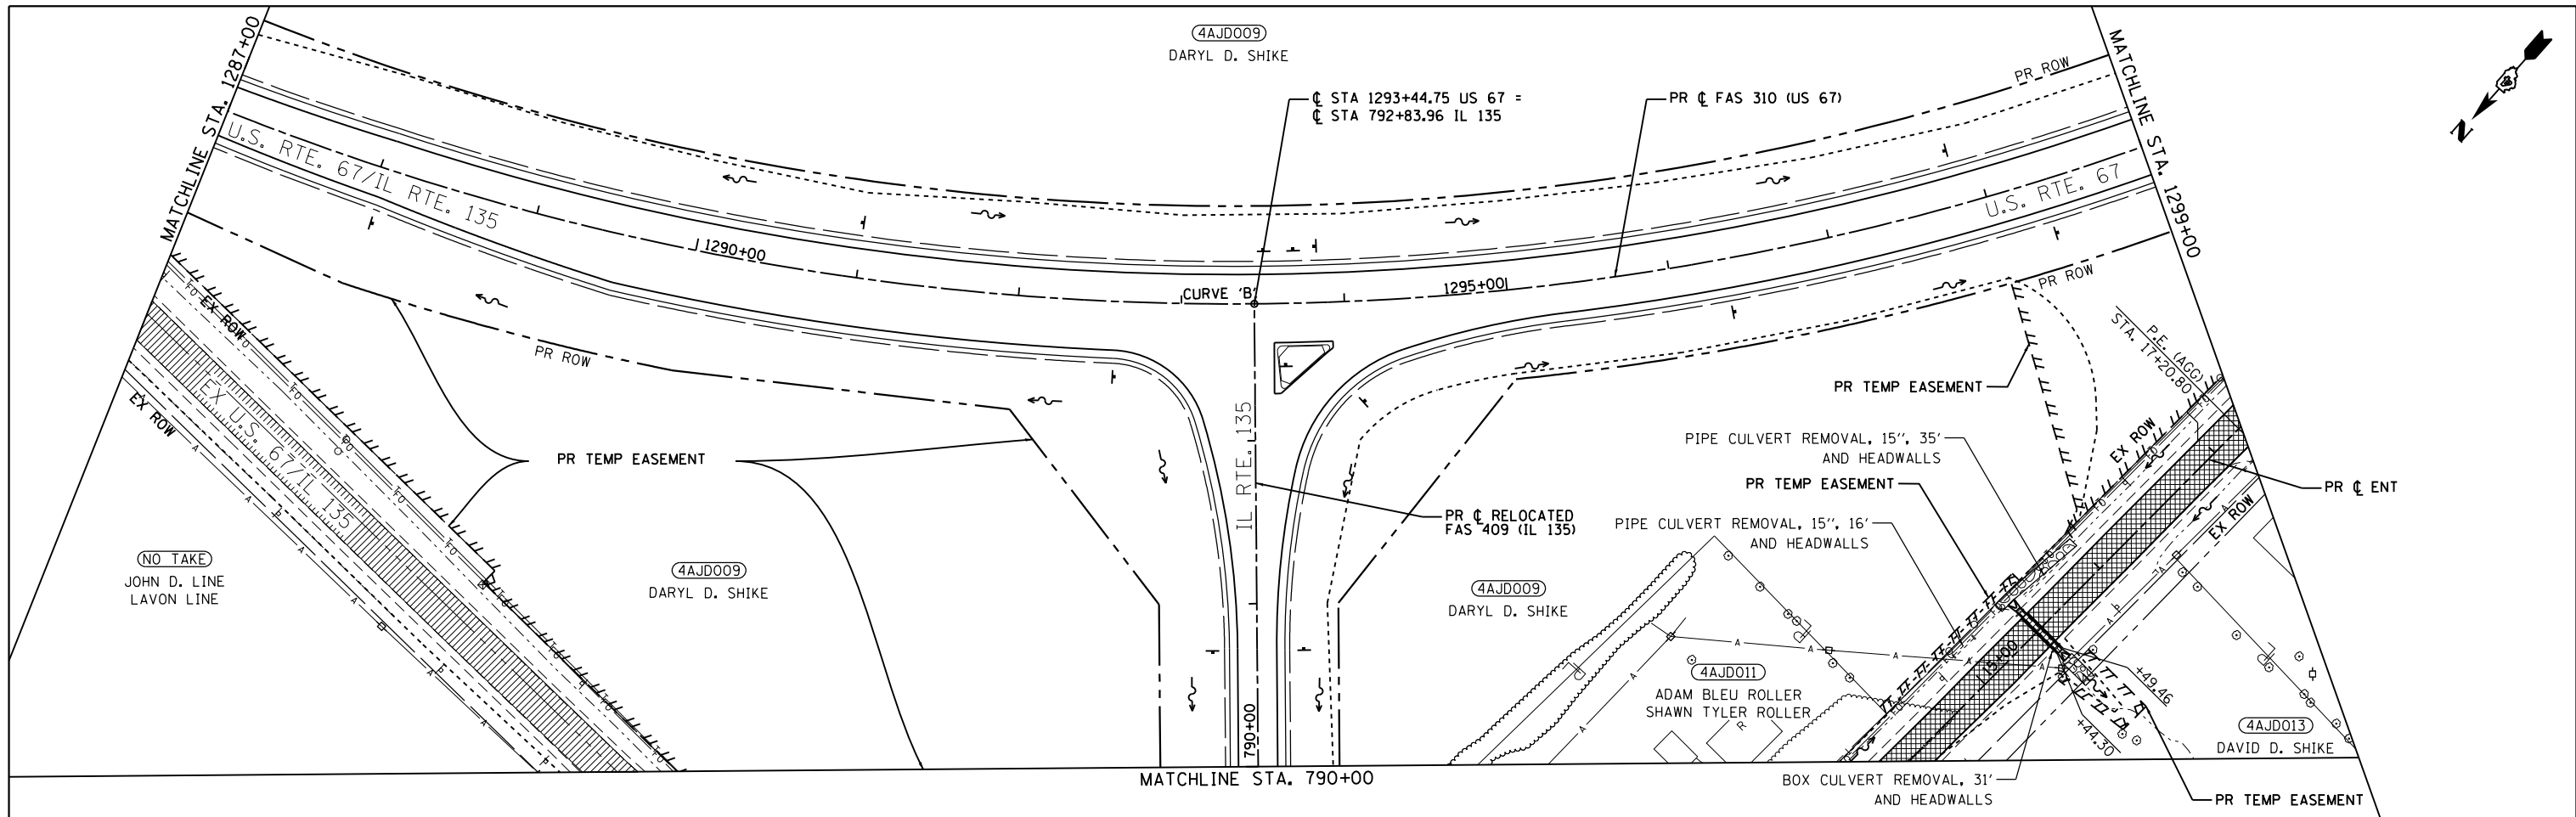 4AJD009
DARYL D. SHIKE
MATCHLINE STA. 1287+00
MATCHLINE STA. 1299+00
PR ROW
N
℄ STA 1293+44.75 US 67 =
℄ STA 792+83.96 IL 135
PR ℄ FAS 310 (US 67)
U.S. RTE. 67/IL RTE. 135
U.S. RTE. 67
1290+00
CURVE 'B'
1295+00
PR ROW
PR ROW
EX ROW
EX ROW
EX U.S. 67/IL 135
P.E. (AGG)
STA. 17+20.80
PR TEMP EASEMENT
PR TEMP EASEMENT
IL RTE. 135
PIPE CULVERT REMOVAL, 15", 35'
AND HEADWALLS
EX ROW
PR TEMP EASEMENT
PR ℄ ENT
PIPE CULVERT REMOVAL, 15", 16'
AND HEADWALLS
EX ROW
PR ℄ RELOCATED
FAS 409 (IL 135)
NO TAKE
JOHN D. LINE
LAVON LINE
4AJD009
DARYL D. SHIKE
4AJD009
DARYL D. SHIKE
4AJD011
ADAM BLEU ROLLER
SHAWN TYLER ROLLER
R
15+00
+49.46
+44.30
4AJD013
DAVID D. SHIKE
790+00
MATCHLINE STA. 790+00
BOX CULVERT REMOVAL, 31'
AND HEADWALLS
PR TEMP EASEMENT